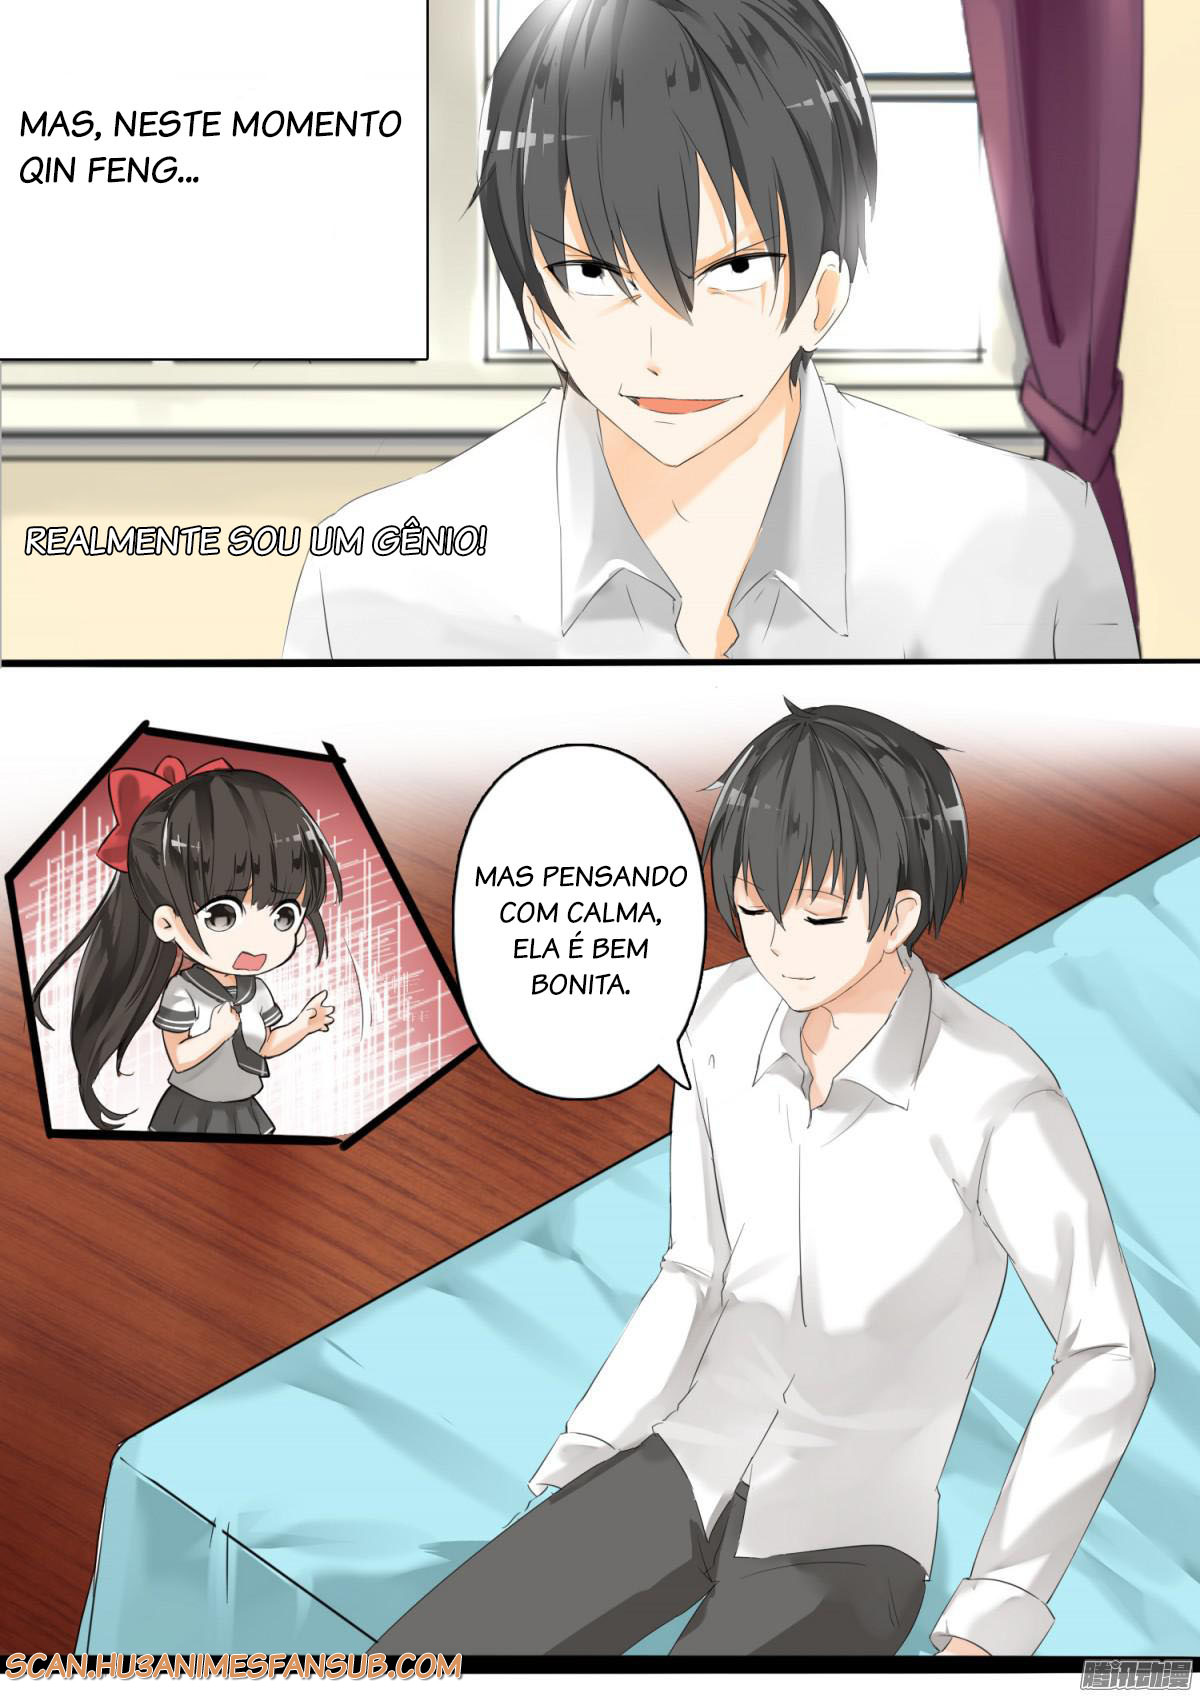 MAS, NESTE MOMENTO
QIN FENG...
REALMENTE SOU UM GÊNIO!
MAS PENSANDO
COM CALMA,
ELA É BEM
BONITA.
SCAN.HU3ANIMESFANSUB.COM
腾讯动漫